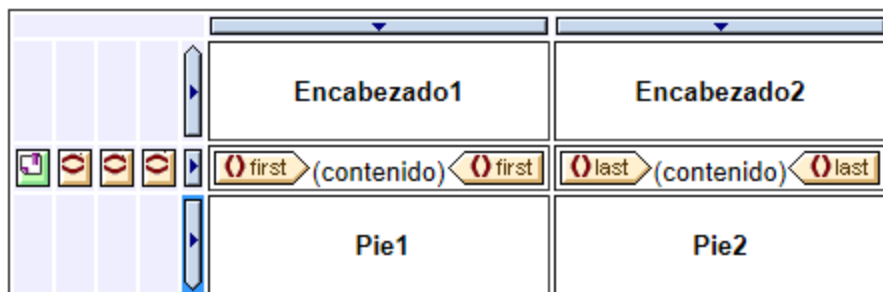 Encabezado1 Encabezado2
() first (contenido) () first () last (contenido) () last
Pie1 Pie2